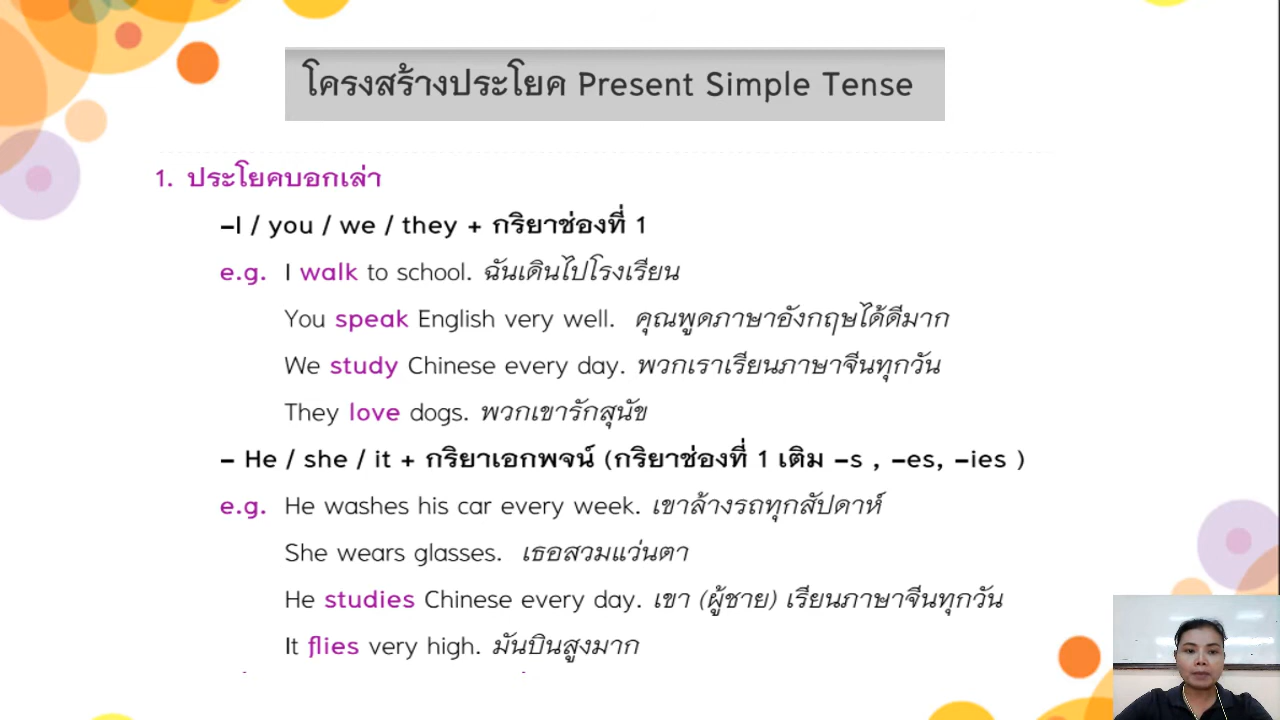 โครงสร้างประโยค Present Simple Tense
1. ประโยคบอกเล่า
–I / you / we / they + กริยาช่องที่ 1
e.g. I walk to school. ฉันเดินไปโรงเรียน
You speak English very well. คุณพูดภาษาอังกฤษได้ดีมาก
We study Chinese every day. พวกเราเรียนภาษาจีนทุกวัน
They love dogs. พวกเขารักสุนัข
– He / she / it + กริยาเอกพจน์ (กริยาช่องที่ 1 เติม –s , –es, –ies )
e.g. He washes his car every week. เขาล้างรถทุกสัปดาห์
She wears glasses. เธอสวมแว่นตา
He studies Chinese every day. เขา (ผู้ชาย) เรียนภาษาจีนทุกวัน
It flies very high. มันบินสูงมาก